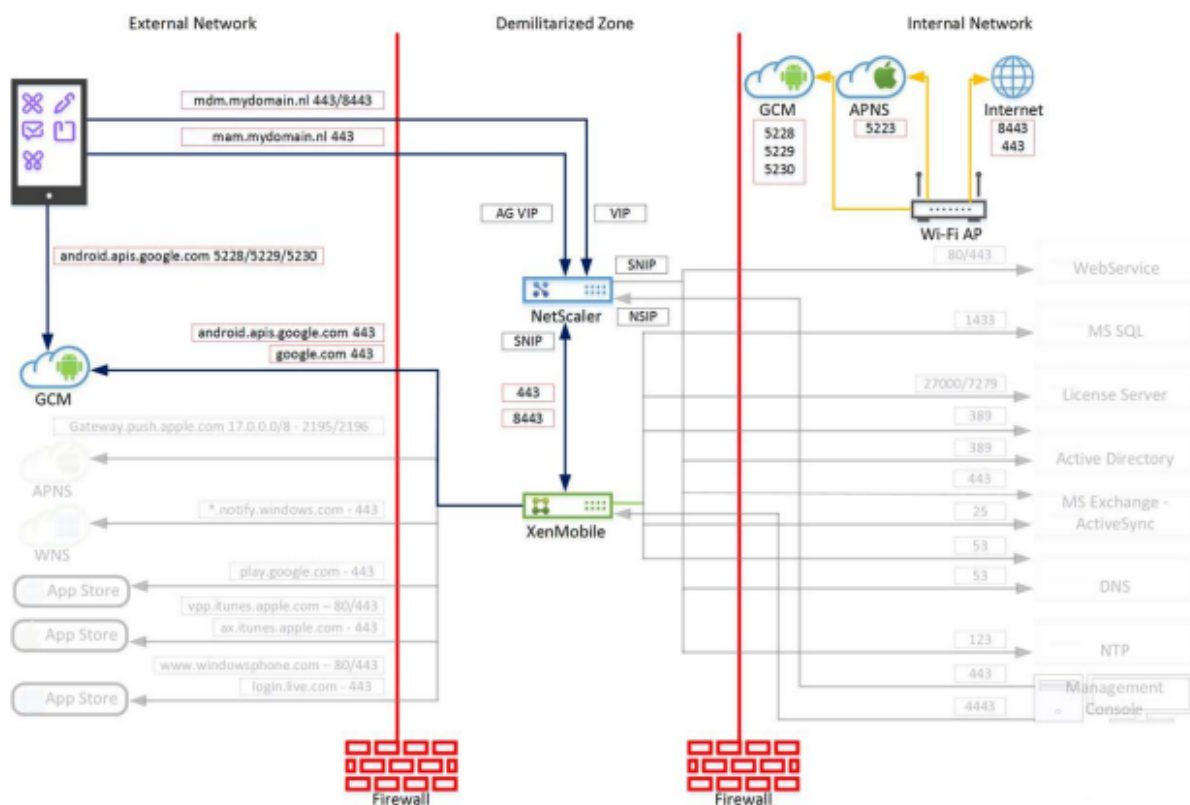 External Network
Demilitarized Zone
Internal Network
mdm.mydomain.nl 443/8443
mam.mydomain.nl 443
GCM
APNS
Internet
5228
5229
5230
5223
8443
443
AG VIP
VIP
Wi-Fi AP
android.apis.google.com 5228/5229/5230
SNIP
80/443
WebService
NetScaler
NSIP
android.apis.google.com 443
google.com 443
SNIP
1433
MS SQL
GCM
443
8443
27000/7279
License Server
389
Gateway.push.apple.com 17.0.0.0/8 - 2195/2196
389
Active Directory
APNS
443
MS Exchange -
ActiveSync
*.notify.windows.com - 443
25
WNS
XenMobile
53
play.google.com - 443
53
DNS
App Store
vpp.itunes.apple.com – 80/443
ax.itunes.apple.com - 443
App Store
123
NTP
www.windowsphone.com – 80/443
login.live.com - 443
App Store
443
Management
Console
4443
Firewall
Firewall